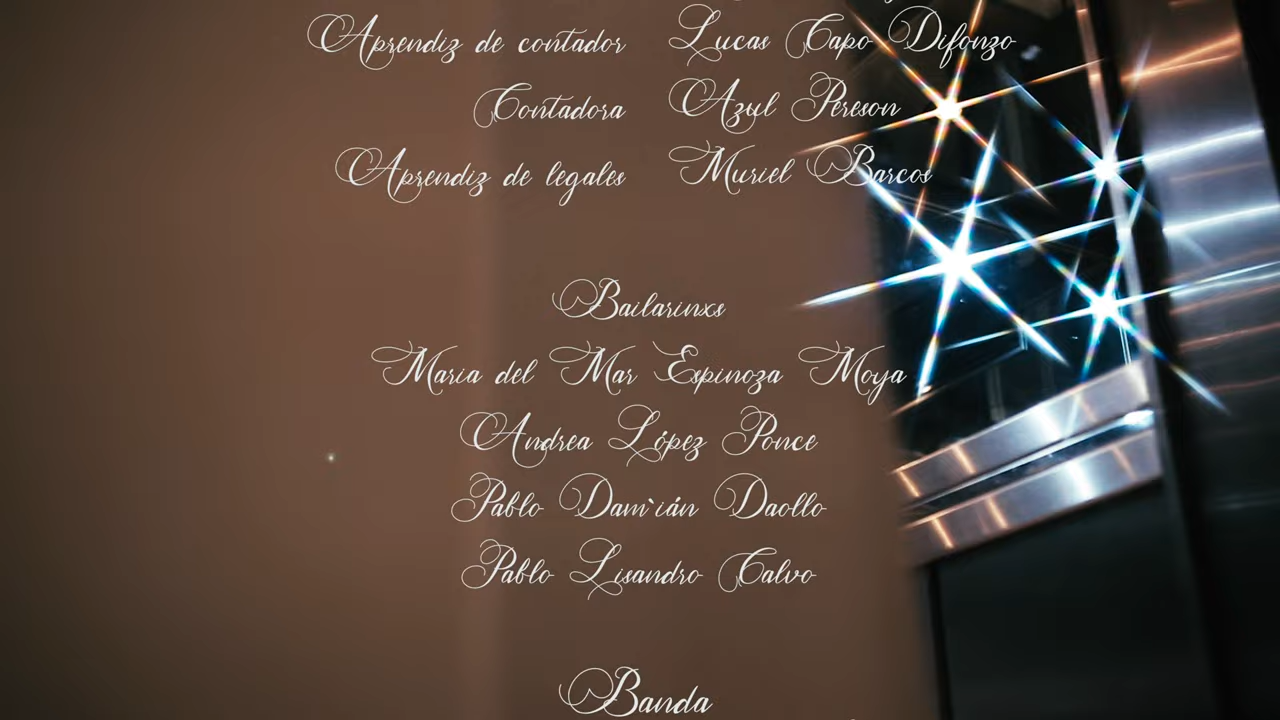 Aprendiz de contador Lucas Capo Difonzo
Contadora Azul Pereson
Aprendiz de legales Muriel Barcos
Bailarinxs
Maria del Mar Espinoza Moya
Andrea López Ponce
Pablo Dam`ián Daollo
Pablo Lisandro Calvo
Banda